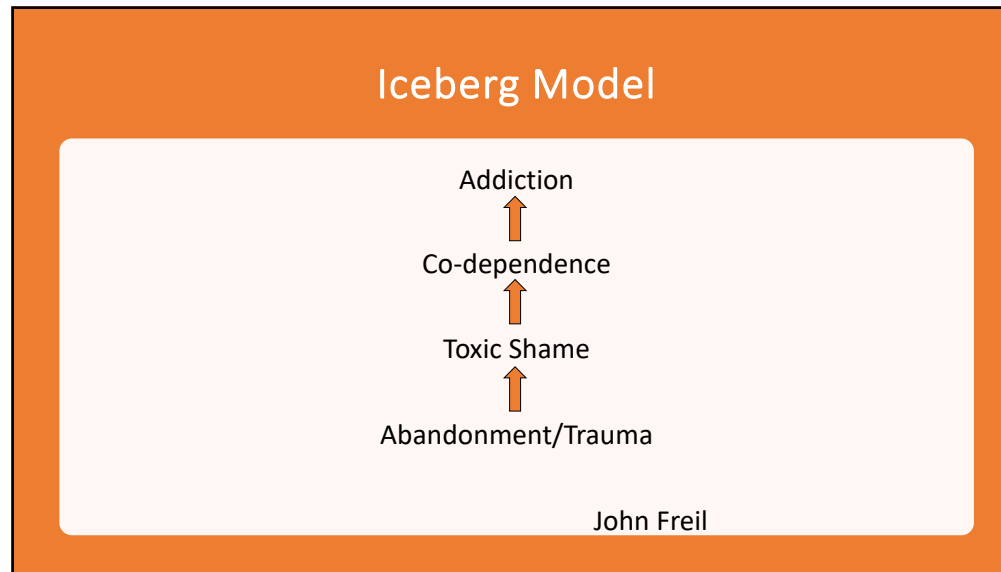 Iceberg Model
Addiction
Co-dependence
Toxic Shame
Abandonment/Trauma
John Freil